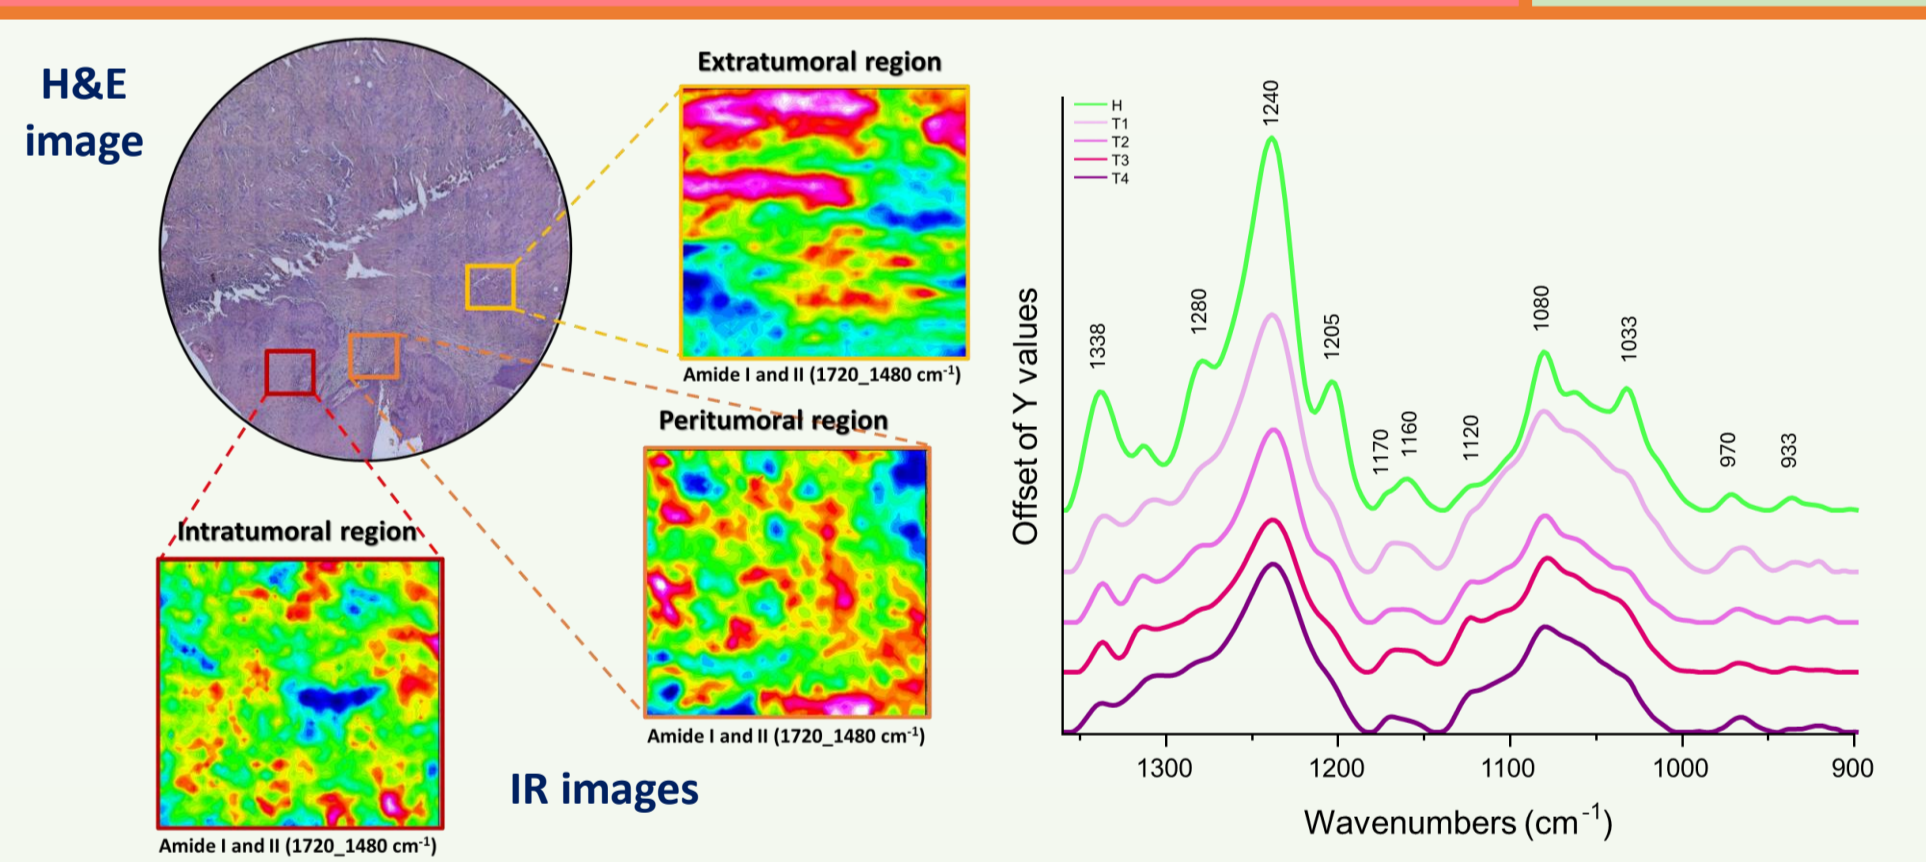 H&E
image
Extratumoral region
Amide I and II (1720_1480 cm⁻¹)
Peritumoral region
Amide I and II (1720_1480 cm⁻¹)
Intratumoral region
Amide I and II (1720_1480 cm⁻¹)
IR images
Offset of Y values
H
T1
T2
T3
T4
1338
1280
1240
1205
1170
1160
1120
1080
1033
970
933
1300 1200 1100 1000 900
Wavenumbers (cm⁻¹)